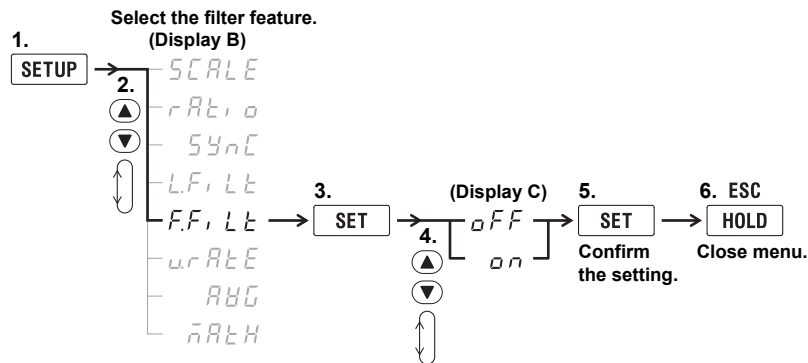 Select the filter feature.
(Display B)
1.
SETUP
2.
SCALE
rAtio
SYnC
L.FiLt
F.FiLt
u.rAtE
AVG
MAtH
3.
SET
(Display C)
4.
oFF
on
5.
SET
Confirm
the setting.
6. ESC
HOLD
Close menu.